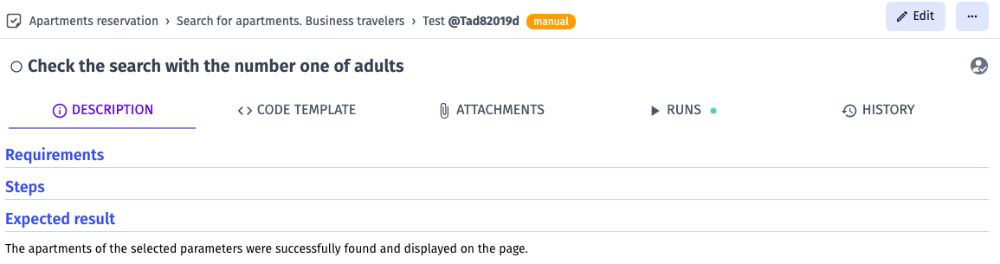 Apartments reservation › Search for apartments. Business travelers › Test @Tad82019d manual
Edit ...
Check the search with the number one of adults
DESCRIPTION <> CODE TEMPLATE ATTACHMENTS RUNS HISTORY
Requirements
Steps
Expected result
The apartments of the selected parameters were successfully found and displayed on the page.